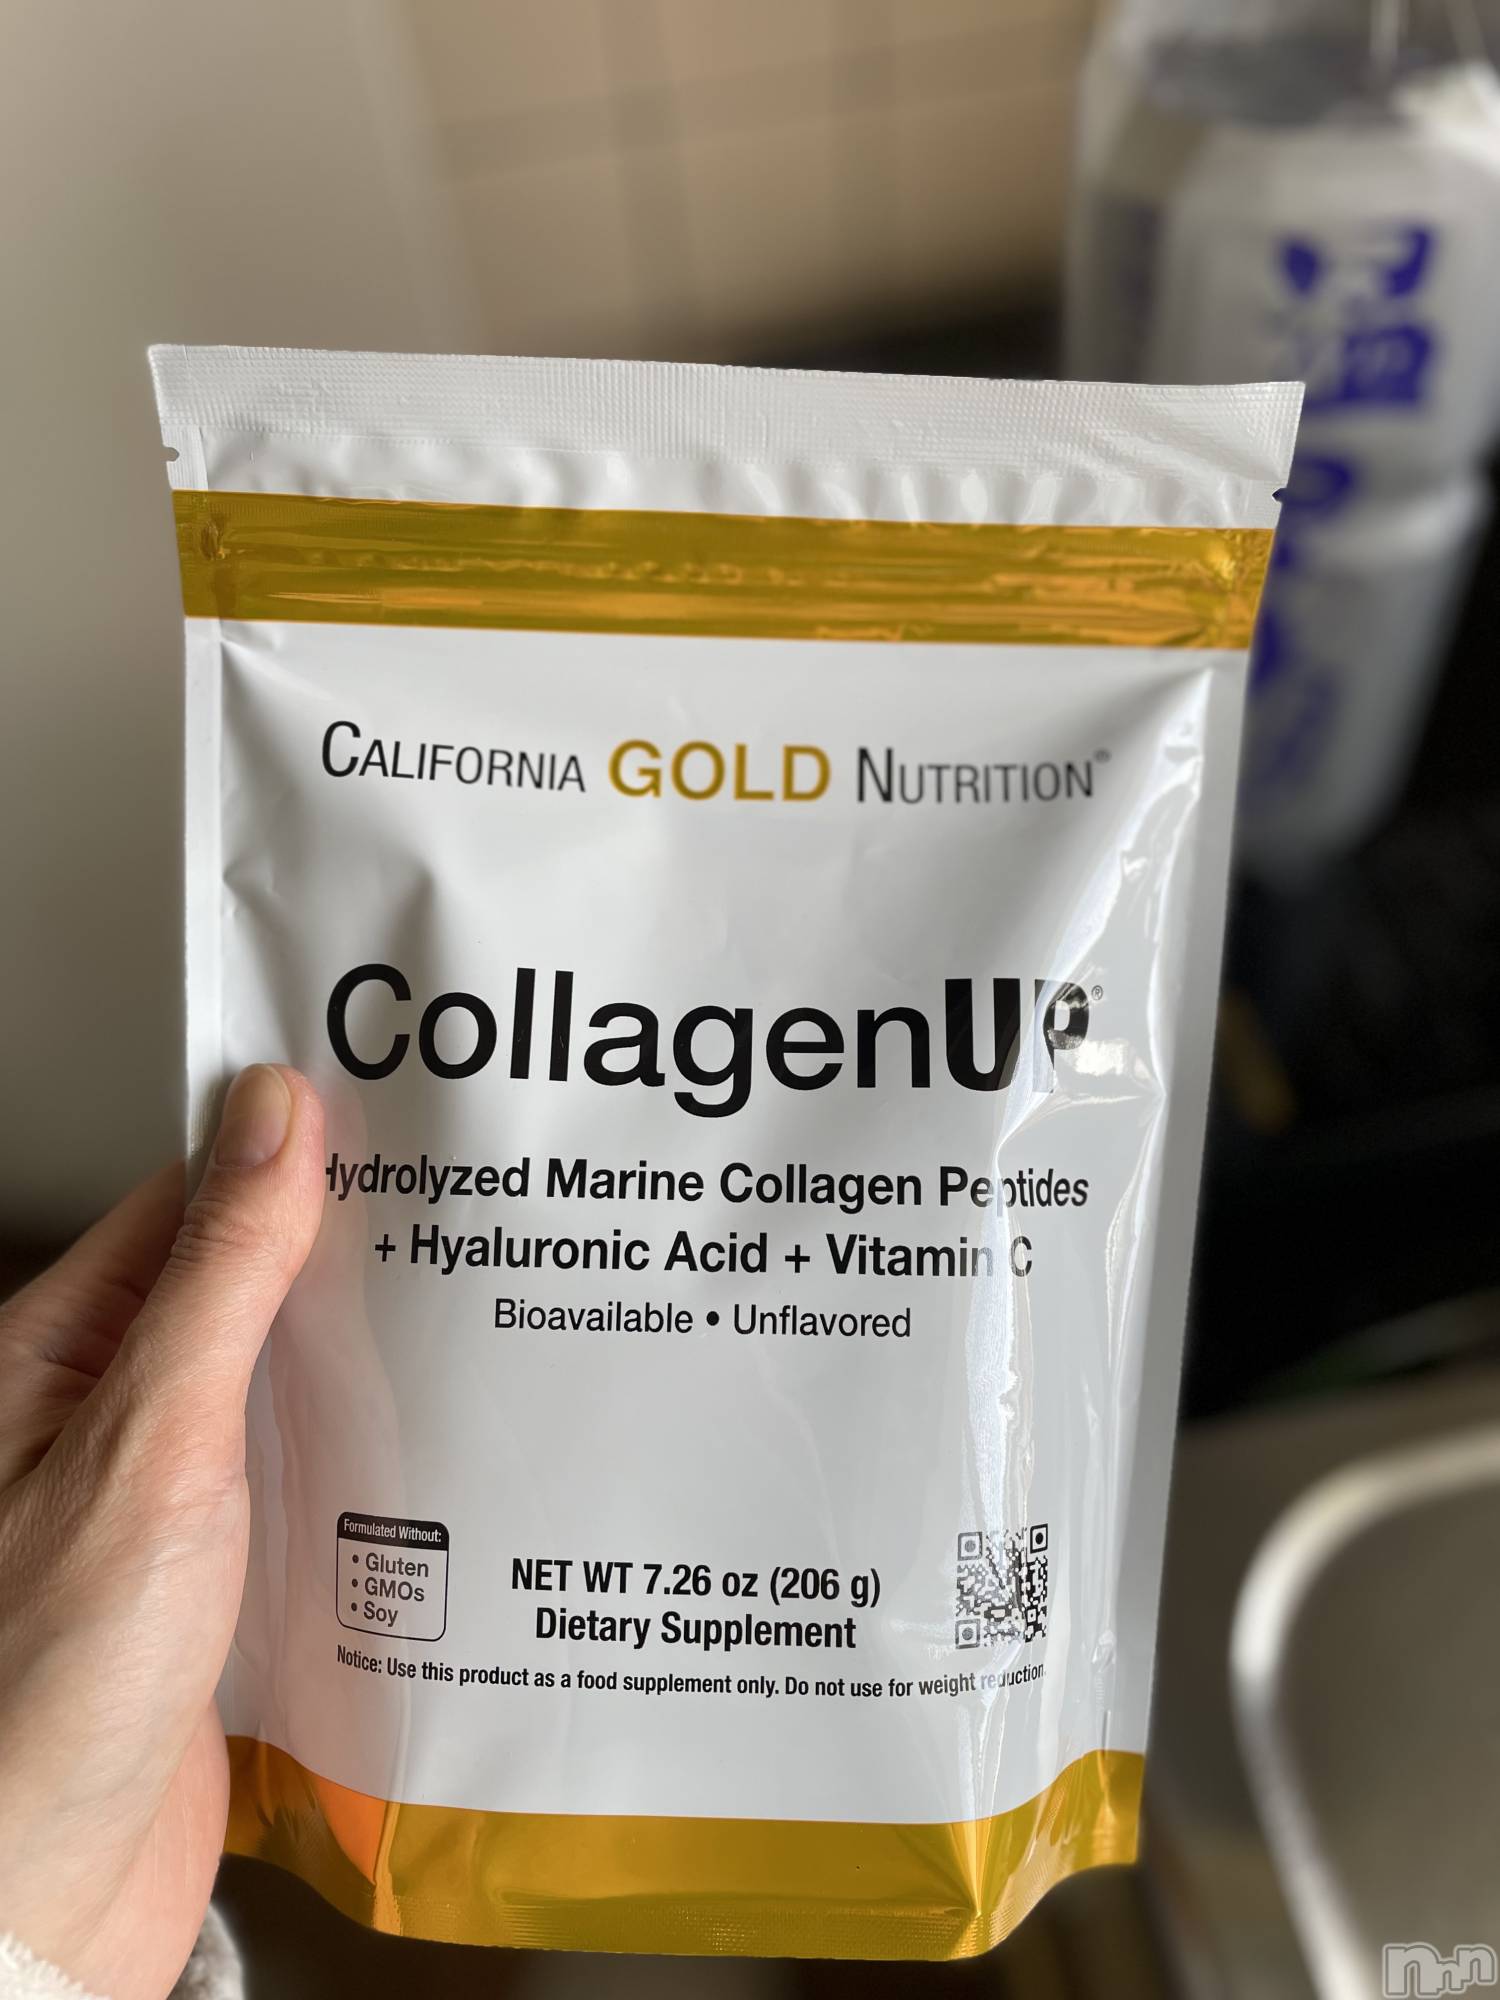 CALIFORNIA GOLD NUTRITION®
CollagenUP®
Hydrolyzed Marine Collagen Peptides
+ Hyaluronic Acid + Vitamin C
Bioavailable • Unflavored
Formulated Without:
• Gluten
• GMOs
• Soy
NET WT 7.26 oz (206 g)
Dietary Supplement
Notice: Use this product as a food supplement only. Do not use for weight reduction.